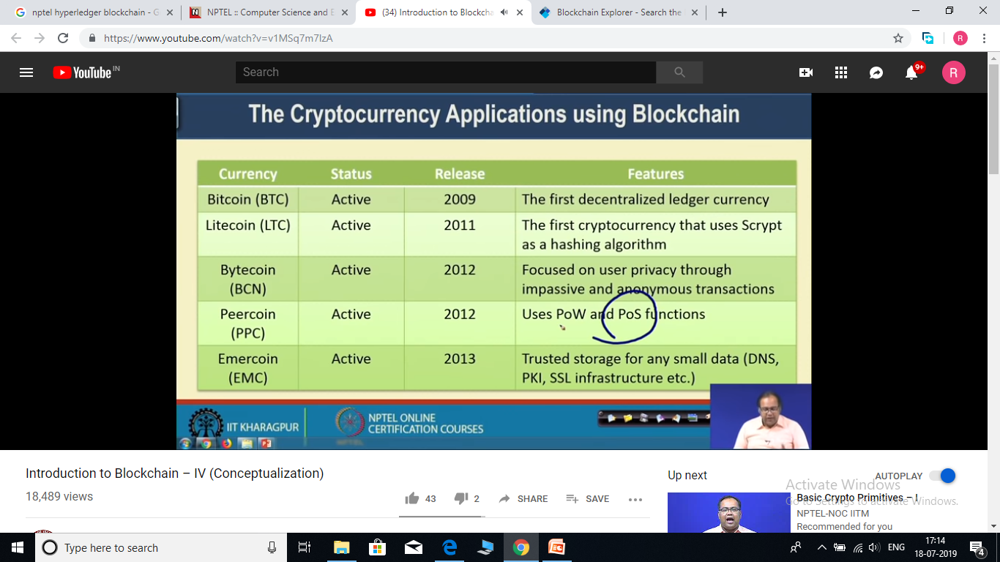 nptel hyperledger blockchain - G
NPTEL :: Computer Science and E
(34) Introduction to Blockcha
Blockchain Explorer - Search the
https://www.youtube.com/watch?v=v1MSq7m7IzA
R
YouTube IN
Search
9+
R
The Cryptocurrency Applications using Blockchain
Currency Status Release Features
Bitcoin (BTC) Active 2009 The first decentralized ledger currency
Litecoin (LTC) Active 2011 The first cryptocurrency that uses Scrypt
as a hashing algorithm
Bytecoin Active 2012 Focused on user privacy through
(BCN) impassive and anonymous transactions
Peercoin Active 2012 Uses PoW and PoS functions
(PPC)
Emercoin Active 2013 Trusted storage for any small data (DNS,
(EMC) PKI, SSL infrastructure etc.)
IIT KHARAGPUR
NPTEL ONLINE
CERTIFICATION COURSES
Introduction to Blockchain – IV (Conceptualization)
18,489 views
43 2 SHARE SAVE
Up next AUTOPLAY
Activate Windows
Go to Settings to activate Windows.
Basic Crypto Primitives – I
NPTEL-NOC IITM
Recommended for you
Type here to search
ENG
17:14
18-07-2019
4